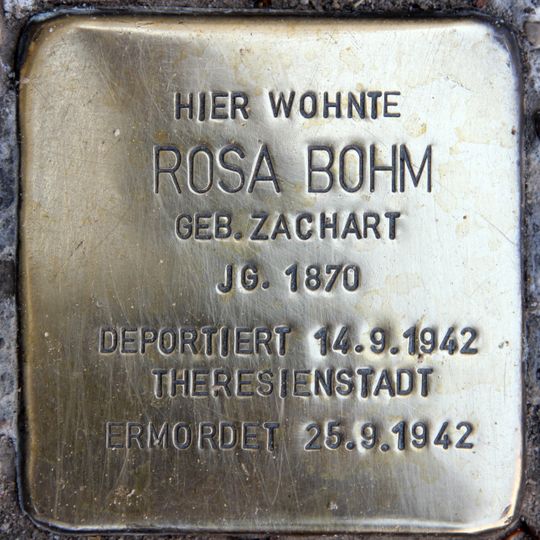 HIER WOHNTE
ROSA BOHM
GEB. ZACHART
JG. 1870
DEPORTIERT 14.9.1942
THERESIENSTADT
ERMORDET 25.9.1942